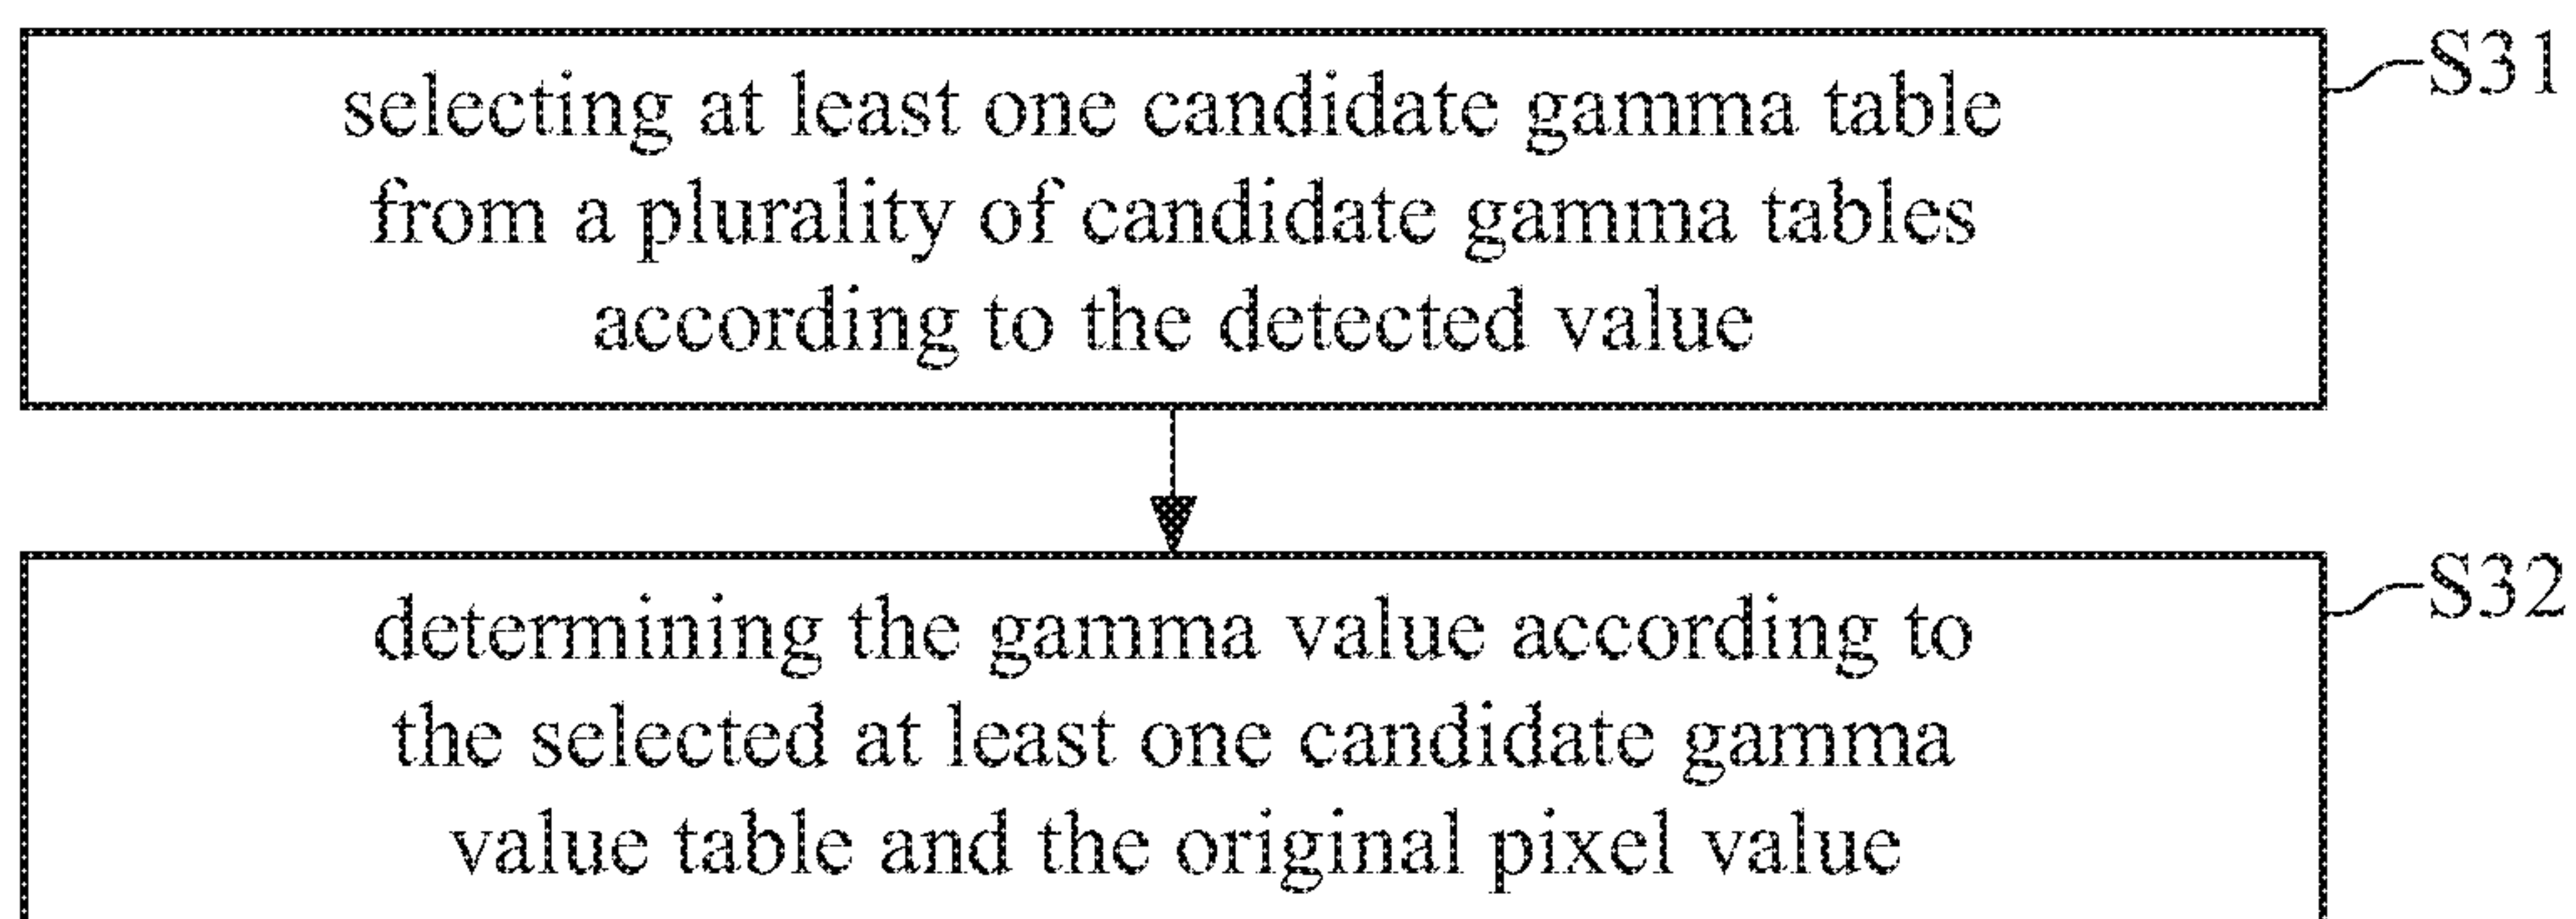 selecting at least one candidate gamma table
from a plurality of candidate gamma tables
according to the detected value
S31
determining the gamma value according to
the selected at least one candidate gamma
value table and the original pixel value
S32